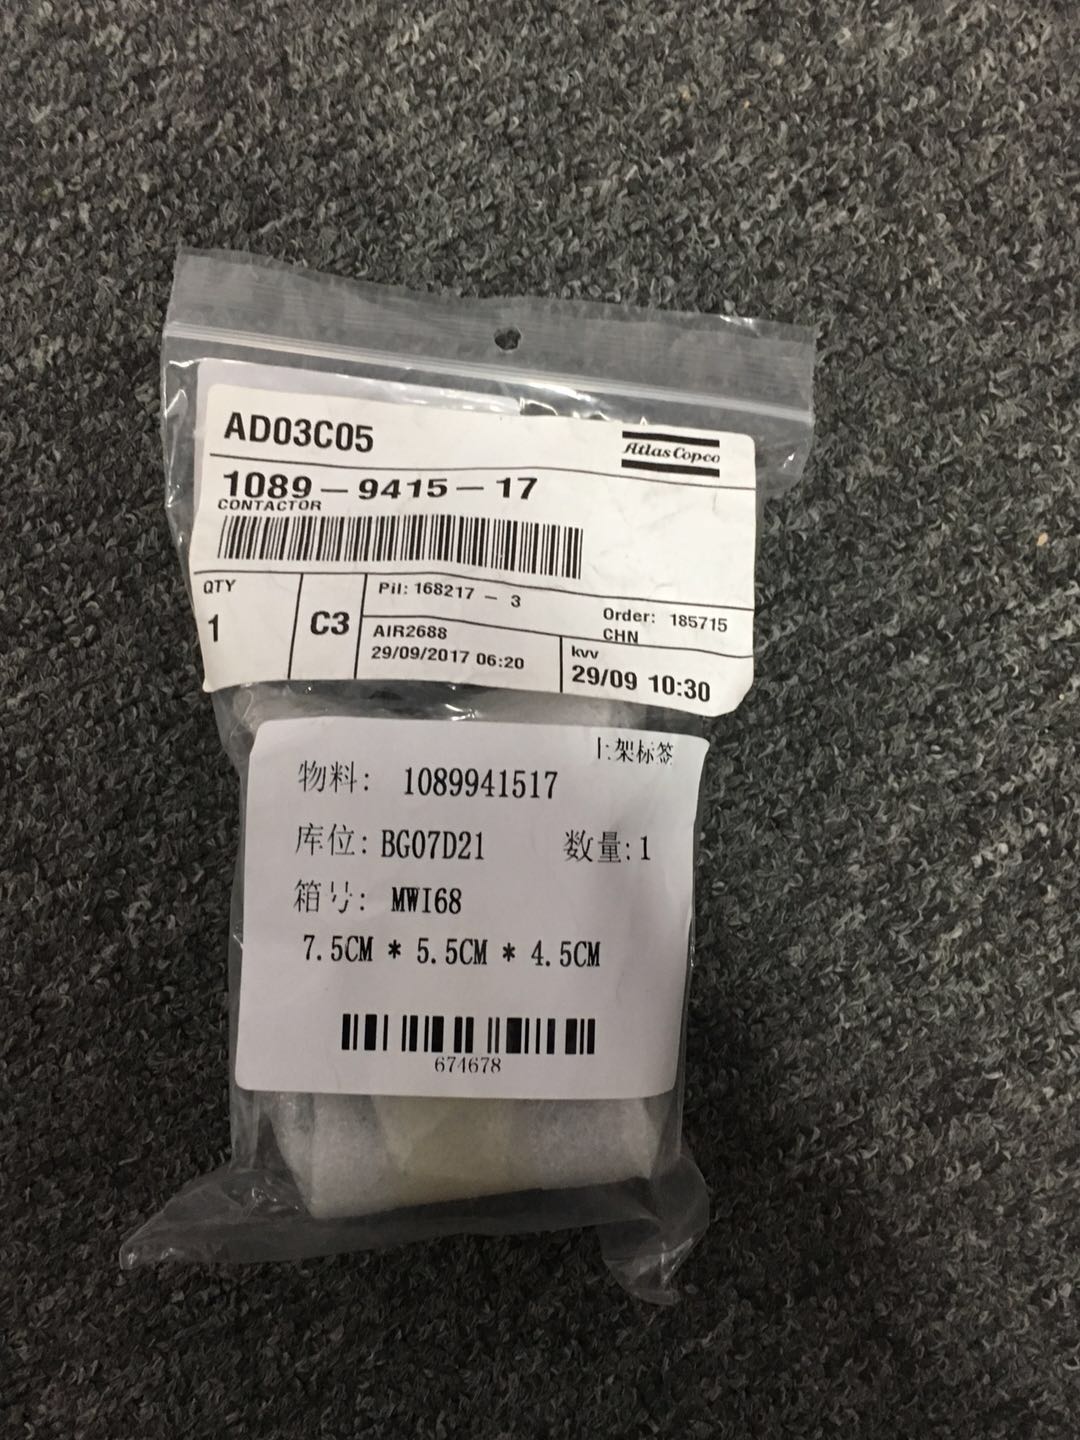 AD03C05
Atlas Copco
1089-9415-17
CONTACTOR
QTY
1
C3
Pil: 168217 - 3
Order: 185715
CHN
AIR2688
29/09/2017 06:20
kvv
29/09 10:30
上架标签
物料: 1089941517
库位: BG07D21 数量:1
箱号: MWI68
7.5CM * 5.5CM * 4.5CM
674678